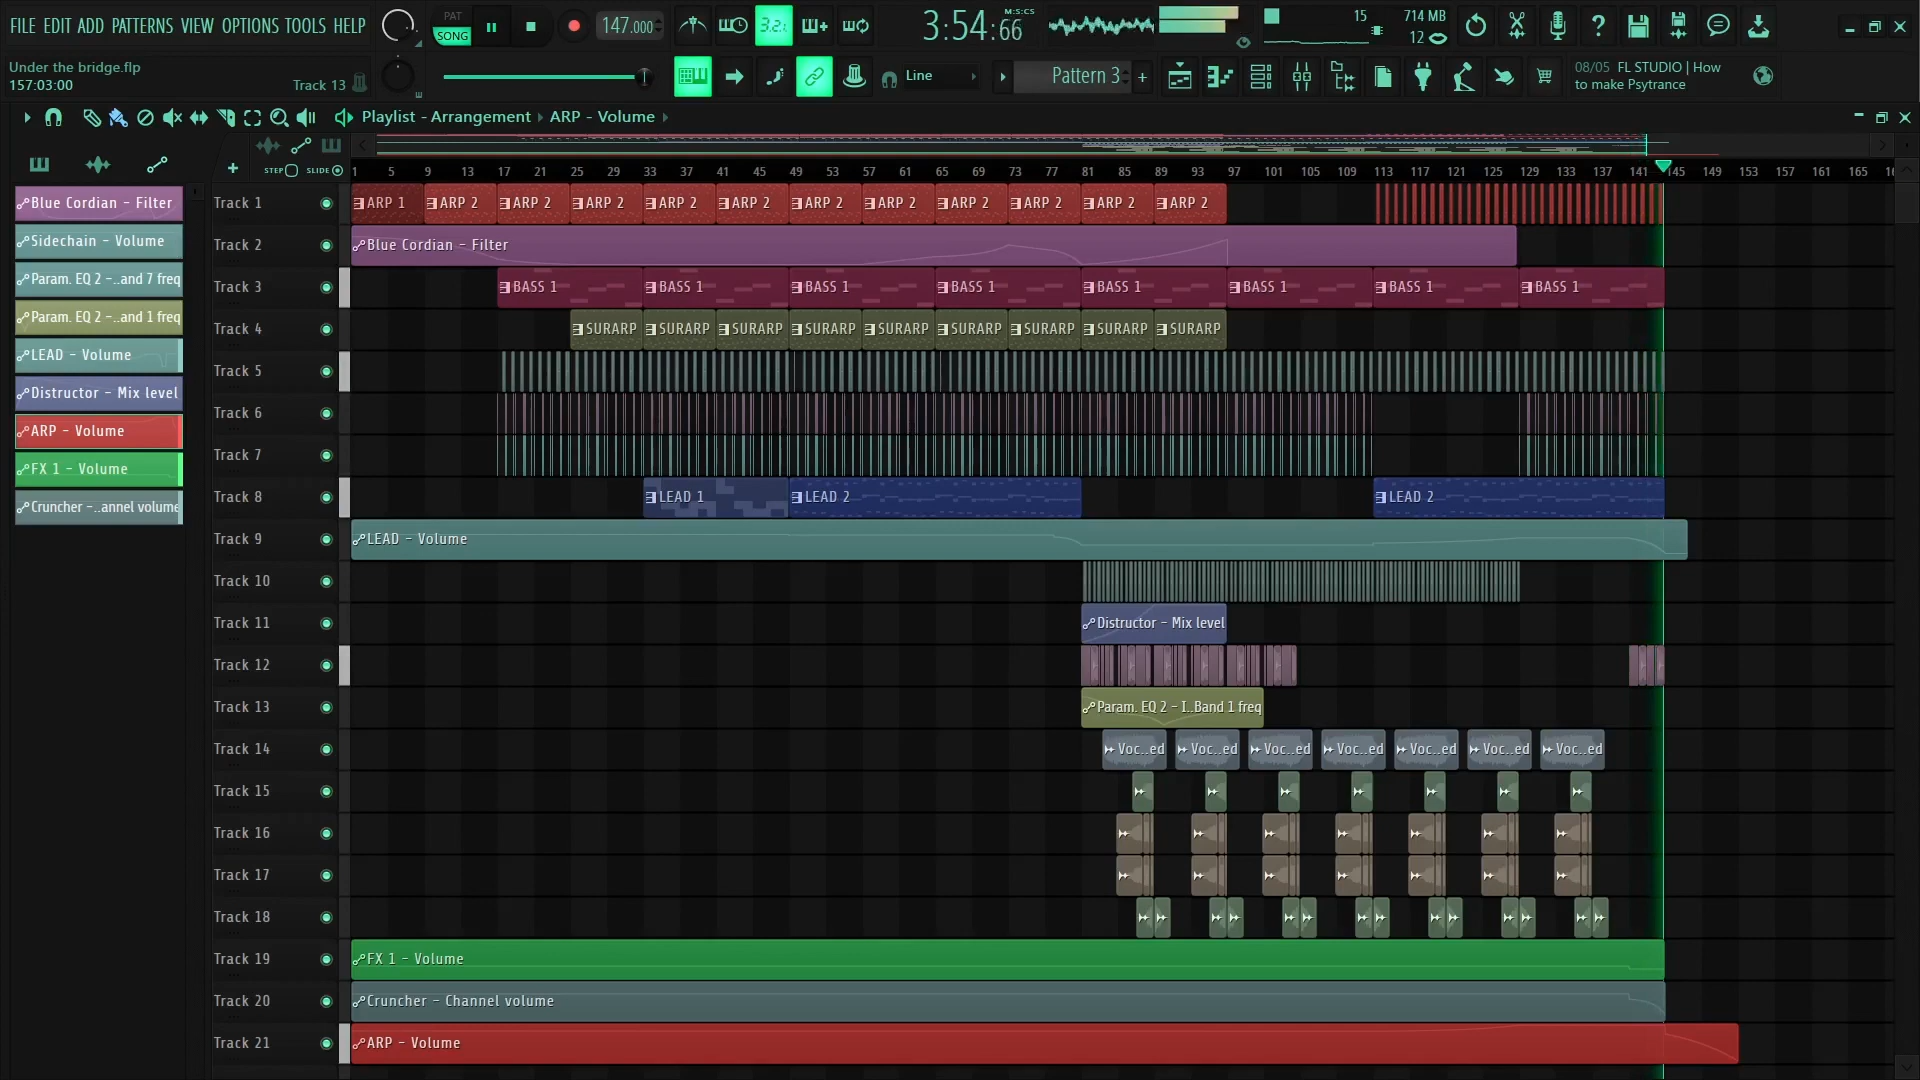 FILE EDIT ADD PATTERNS VIEW OPTIONS TOOLS HELP
PAT
SONG
147.000
3.2.
3:54:66
M:S:CS
15
714 MB
12
Under the bridge.flp
157:03:00
Track 13
Line
Pattern 3
+
08/05 FL STUDIO | How to make Psytrance
Playlist - Arrangement › ARP - Volume ›
+
STEP
SLIDE
1 5 9 13 17 21 25 29 33 37 41 45 49 53 57 61 65 69 73 77 81 85 89 93 97 101 105 109 113 117 121 125 129 133 137 141 145 149 153 157 161 165
Blue Cordian - Filter
Sidechain - Volume
Param. EQ 2 -..and 7 freq
Param. EQ 2 -..and 1 freq
LEAD - Volume
Distructor - Mix level
ARP - Volume
FX 1 - Volume
Cruncher -..annel volume
Track 1
ARP 1 ARP 2 ARP 2 ARP 2 ARP 2 ARP 2 ARP 2 ARP 2 ARP 2 ARP 2 ARP 2 ARP 2
Track 2
Blue Cordian - Filter
Track 3
BASS 1 BASS 1 BASS 1 BASS 1 BASS 1 BASS 1 BASS 1 BASS 1
Track 4
SURARP SURARP SURARP SURARP SURARP SURARP SURARP SURARP SURARP
Track 5
Track 6
Track 7
Track 8
LEAD 1 LEAD 2 LEAD 2
Track 9
LEAD - Volume
Track 10
Track 11
Distructor - Mix level
Track 12
Track 13
Param. EQ 2 - I..Band 1 freq
Track 14
Voc..ed Voc..ed Voc..ed Voc..ed Voc..ed Voc..ed Voc..ed
Track 15
Track 16
Track 17
Track 18
Track 19
FX 1 - Volume
Track 20
Cruncher - Channel volume
Track 21
ARP - Volume